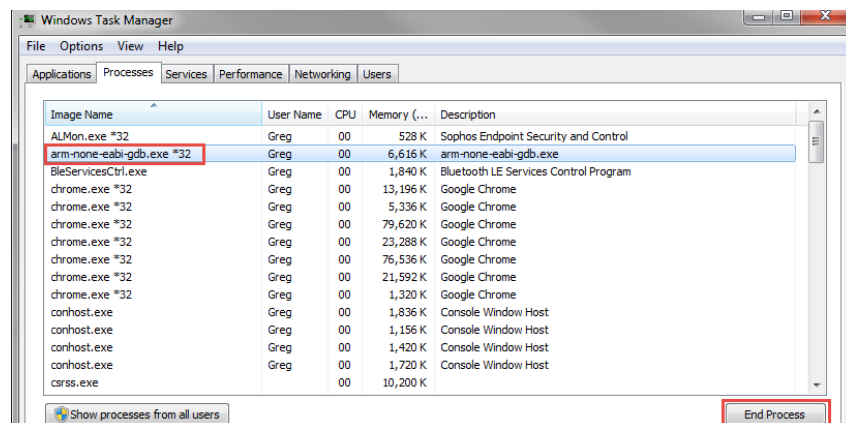 Windows Task Manager
File Options View Help
Applications Processes Services Performance Networking Users
Image Name User Name CPU Memory (... Description
ALMon.exe *32 Greg 00 528 K Sophos Endpoint Security and Control
arm-none-eabi-gdb.exe *32 Greg 00 6,616 K arm-none-eabi-gdb.exe
BleServicesCtrl.exe Greg 00 1,840 K Bluetooth LE Services Control Program
chrome.exe *32 Greg 00 13,196 K Google Chrome
chrome.exe *32 Greg 00 5,336 K Google Chrome
chrome.exe *32 Greg 00 79,620 K Google Chrome
chrome.exe *32 Greg 00 23,288 K Google Chrome
chrome.exe *32 Greg 00 76,536 K Google Chrome
chrome.exe *32 Greg 00 21,592 K Google Chrome
chrome.exe *32 Greg 00 1,320 K Google Chrome
conhost.exe Greg 00 1,836 K Console Window Host
conhost.exe Greg 00 1,156 K Console Window Host
conhost.exe Greg 00 1,420 K Console Window Host
conhost.exe Greg 00 1,720 K Console Window Host
csrss.exe 00 10,200 K
Show processes from all users End Process